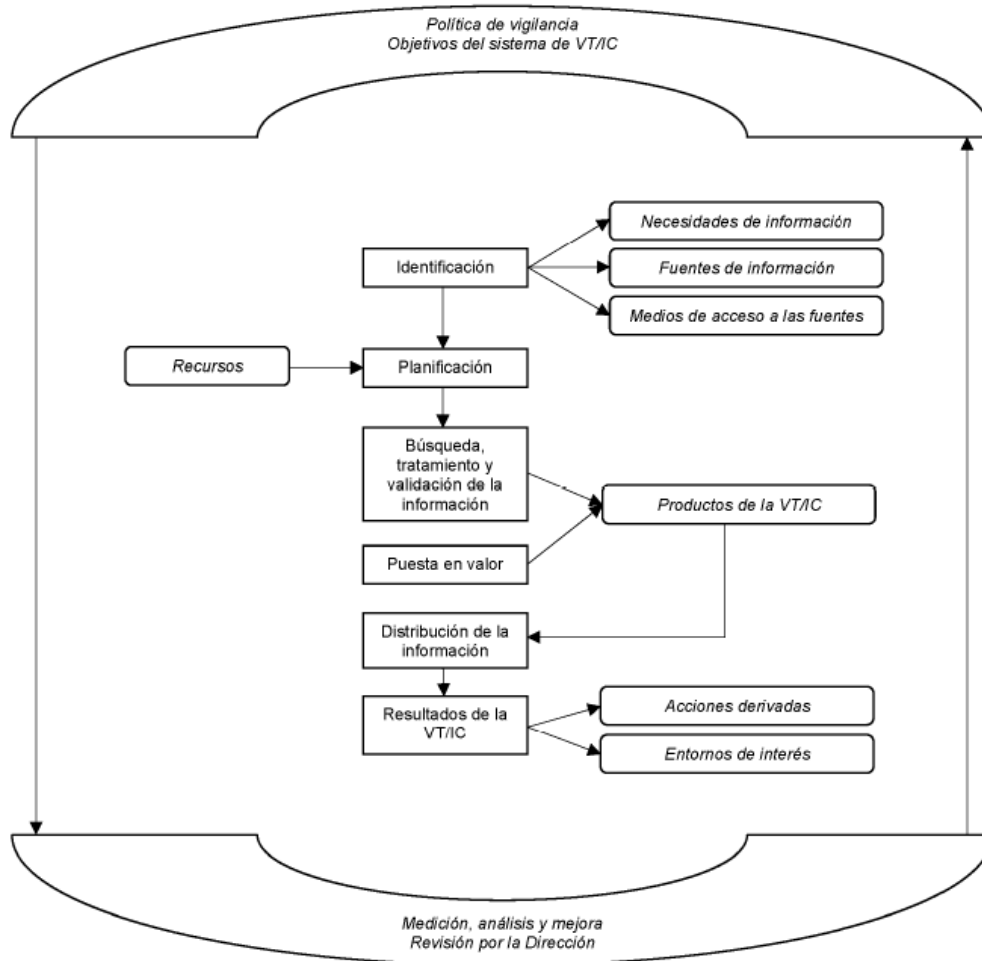 Política de vigilancia
Objetivos del sistema de VT/IC
Necesidades de información
Identificación
Fuentes de información
Medios de acceso a las fuentes
Recursos
Planificación
Búsqueda,
tratamiento y
validación de la
información
Productos de la VT/IC
Puesta en valor
Distribución de la
información
Resultados de la
VT/IC
Acciones derivadas
Entornos de interés
Medición, análisis y mejora
Revisión por la Dirección